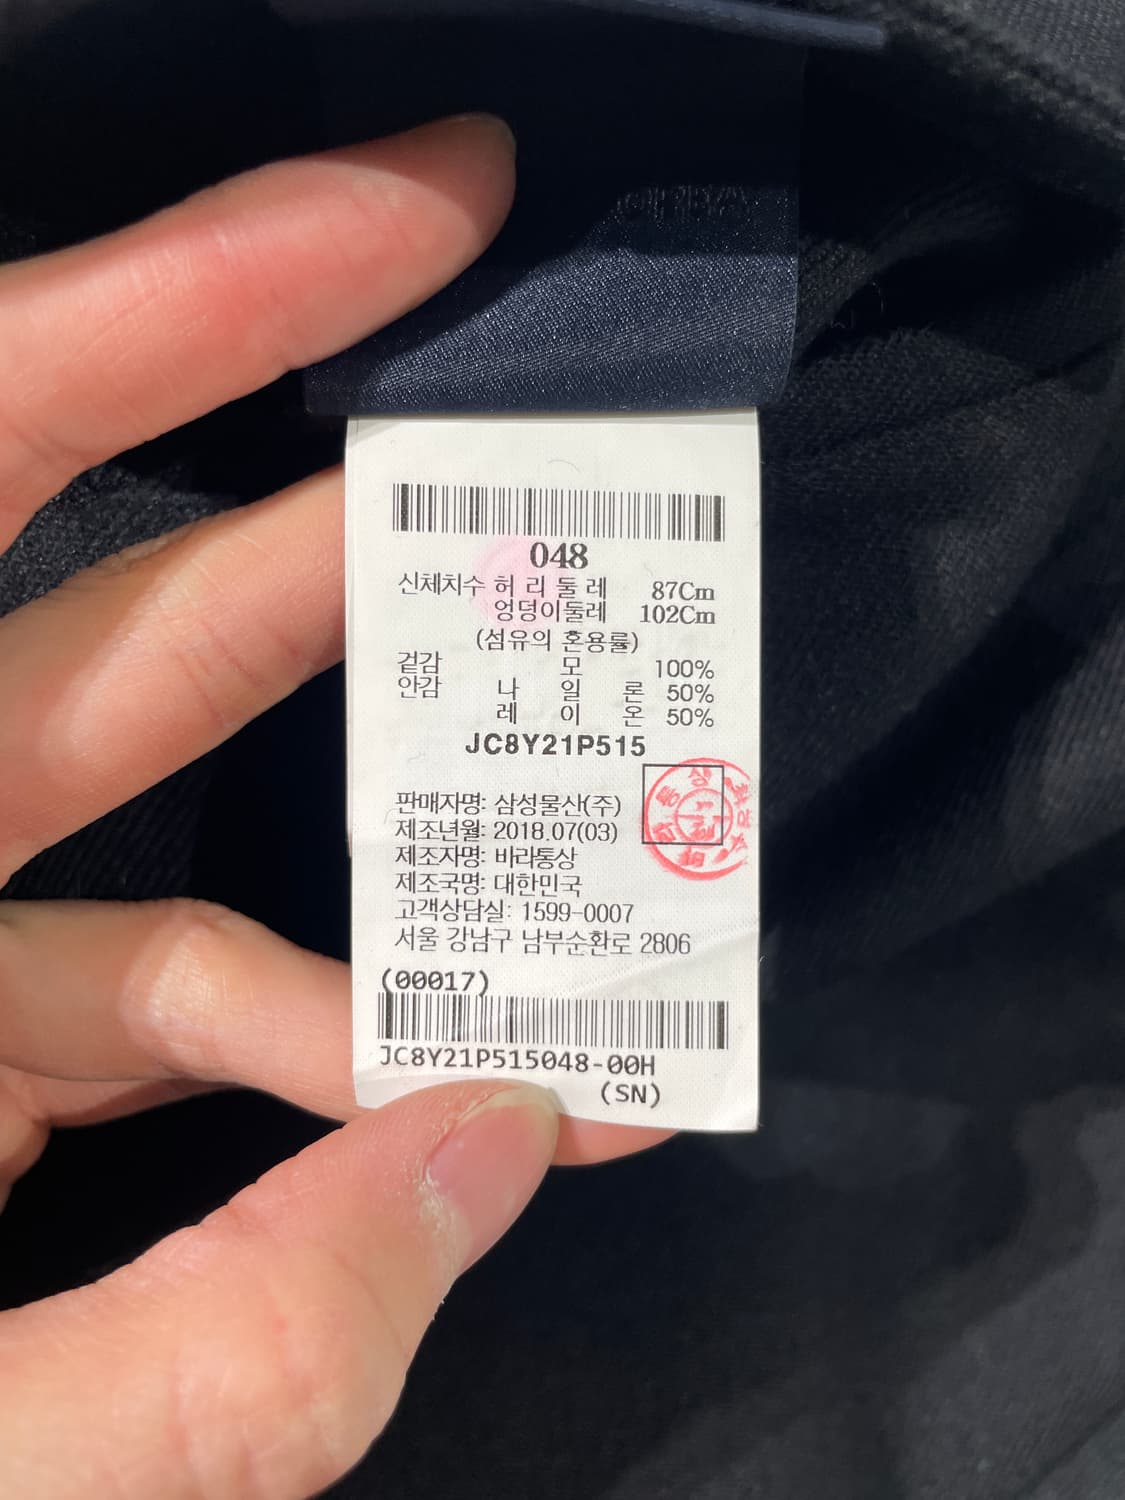 048
신체치수 허 리 둘 레 87Cm
엉덩이둘레 102Cm
(섬유의 혼용률)
겉감 모 100%
안감 나 일 론 50%
레 이 온 50%
JC8Y21P515
판매자명: 삼성물산(주)
제조년월: 2018.07(03)
제조자명: 바라통상
제조국명: 대한민국
고객상담실: 1599-0007
서울 강남구 남부순환로 2806
(00017)
JC8Y21P515048-00H
(SN)